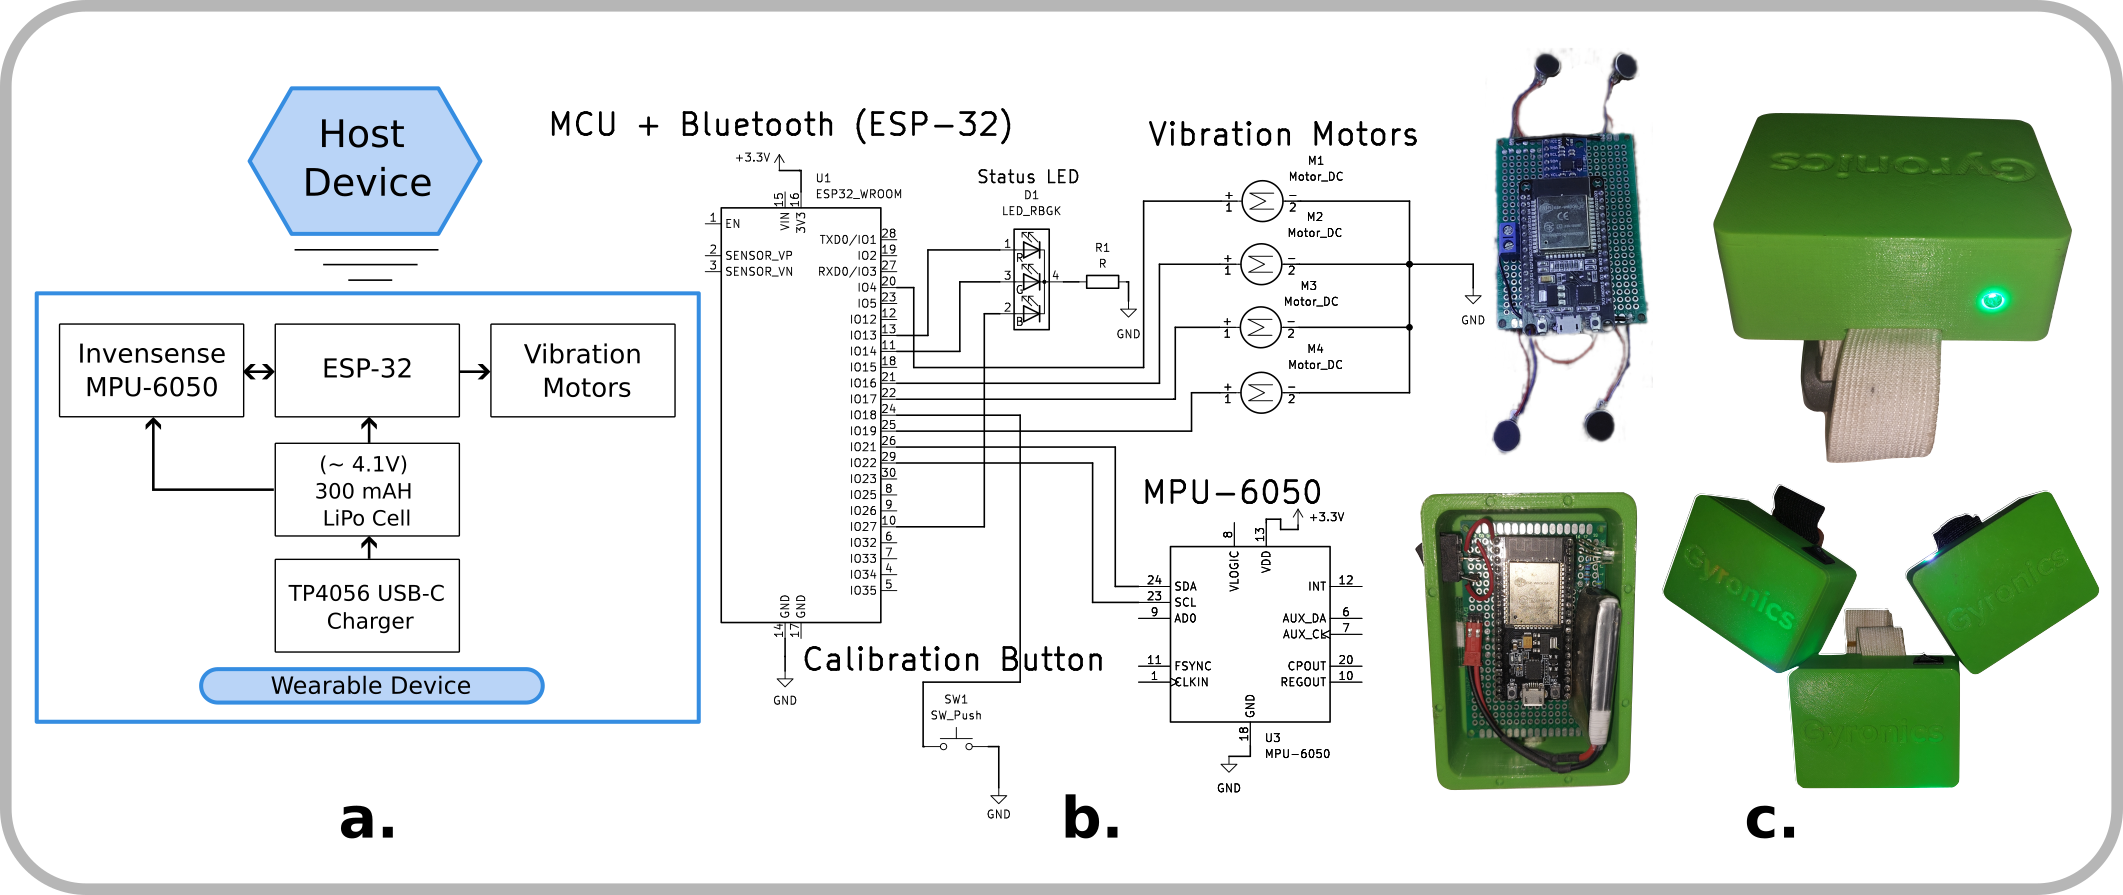 Host
Device
Invensense
MPU-6050
ESP-32
Vibration
Motors
(~ 4.1V)
300 mAH
LiPo Cell
TP4056 USB-C
Charger
Wearable Device
a.
MCU + Bluetooth (ESP-32)
+3.3V
U1
ESP32_WROOM
15
16
VIN
3V3
1
EN
2
SENSOR_VP
3
SENSOR_VN
TXD0/IO1
28
IO2
19
RXD0/IO3
27
IO4
20
IO5
23
IO12
12
IO13
13
IO14
11
IO15
18
IO16
21
IO17
22
IO18
24
IO19
25
IO21
26
IO22
29
IO23
30
IO25
8
IO26
9
IO27
10
IO32
6
IO33
7
IO34
4
IO35
5
GND
GND
14
17
GND
Status LED
D1
LED_RBGK
1
R
3
G
2
B
4
R1
R
GND
Vibration Motors
M1
Motor_DC
+
1
-
2
M2
Motor_DC
+
1
-
2
M3
Motor_DC
+
1
-
2
M4
Motor_DC
+
1
-
2
GND
Calibration Button
SW1
SW_Push
GND
MPU-6050
+3.3V
8
13
VLOGIC
VDD
24
SDA
23
SCL
9
AD0
11
FSYNC
1
CLKIN
INT
12
AUX_DA
6
AUX_CL
7
CPOUT
20
REGOUT
10
GND
18
U3
MPU-6050
GND
b.
Gyronics
Gyronics
Gyronics
Gyronics
c.